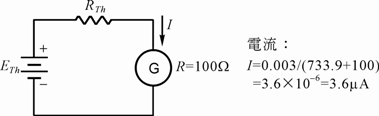 R_Th
I
+
E_Th
−
G
R=100Ω
電流：
I=0.003/(733.9+100)
=3.6×10⁻⁶=3.6μA